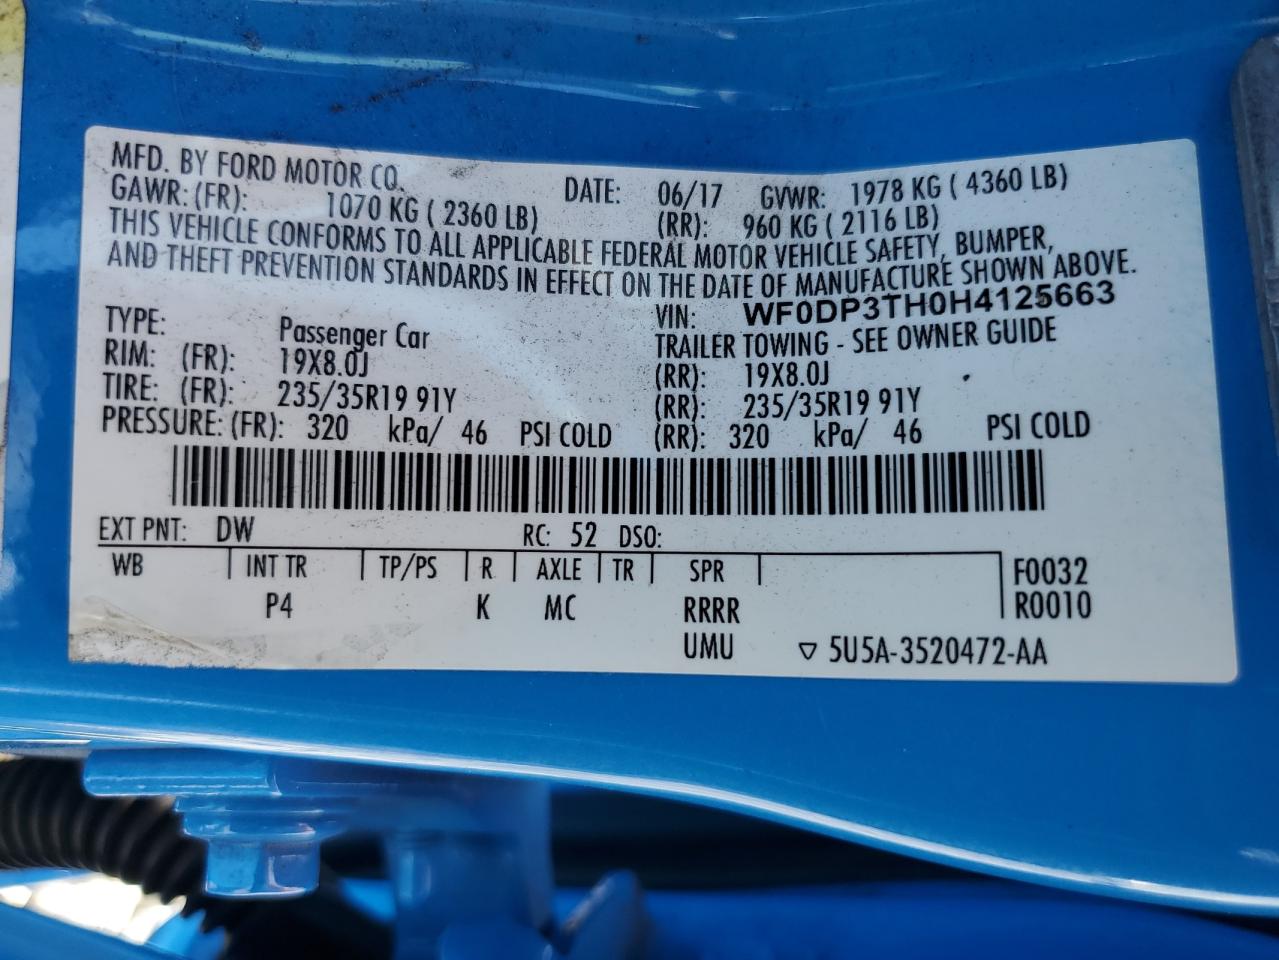 MFD. BY FORD MOTOR CO.
DATE: 06/17 GVWR: 1978 KG ( 4360 LB)
GAWR: (FR): 1070 KG ( 2360 LB) (RR): 960 KG ( 2116 LB)
THIS VEHICLE CONFORMS TO ALL APPLICABLE FEDERAL MOTOR VEHICLE SAFETY, BUMPER,
AND THEFT PREVENTION STANDARDS IN EFFECT ON THE DATE OF MANUFACTURE SHOWN ABOVE.
VIN: WF0DP3TH0H4125663
TYPE: Passenger Car TRAILER TOWING - SEE OWNER GUIDE
RIM: (FR): 19X8.0J (RR): 19X8.0J
TIRE: (FR): 235/35R19 91Y (RR): 235/35R19 91Y
PRESSURE: (FR): 320 kPa/ 46 PSI COLD (RR): 320 kPa/ 46 PSI COLD
EXT PNT: DW RC: 52 DSO:
WB INT TR TP/PS R AXLE TR SPR F0032
P4 K MC RRRR R0010
UMU ▽ 5U5A-3520472-AA